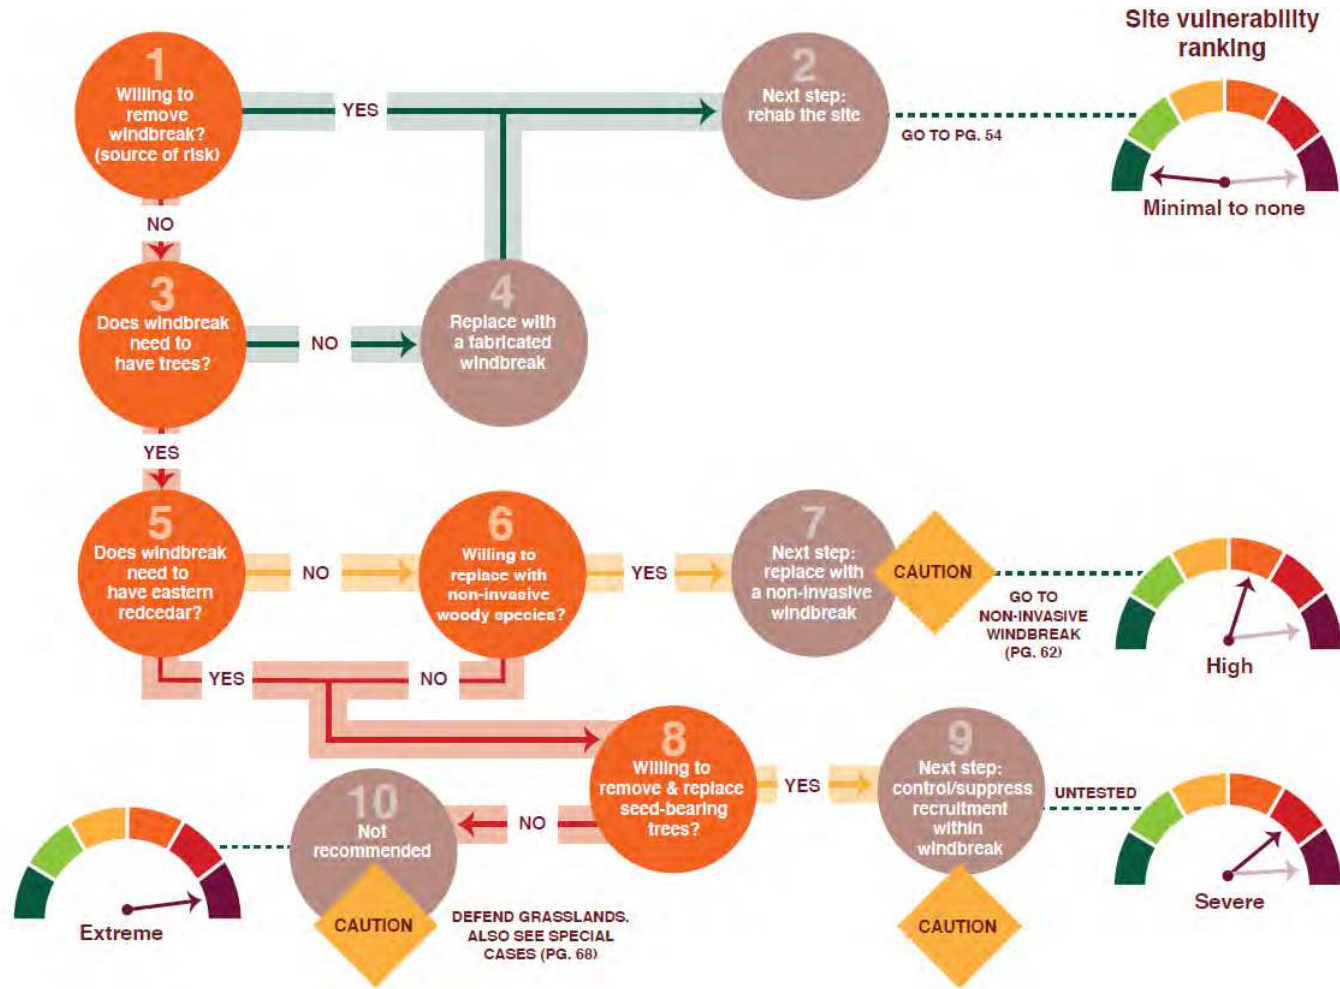 Site vulnerability
ranking
1
Willing to
remove
windbreak?
(source of risk)
YES
2
Next step:
rehab the site
GO TO PG. 54
Minimal to none
NO
3
Does windbreak
need to
have trees?
NO
4
Replace with
a fabricated
windbreak
YES
5
Does windbreak
need to
have eastern
redcedar?
NO
6
Willing to
replace with
non-invasive
woody species?
YES
7
Next step:
replace with
a non-invasive
windbreak
CAUTION
GO TO
NON-INVASIVE
WINDBREAK
(PG. 62)
High
YES
NO
8
Willing to
remove & replace
seed-bearing
trees?
YES
9
Next step:
control/suppress
recruitment
within
windbreak
CAUTION
UNTESTED
Severe
NO
10
Not
recommended
CAUTION
DEFEND GRASSLANDS.
ALSO SEE SPECIAL
CASES (PG. 68)
Extreme